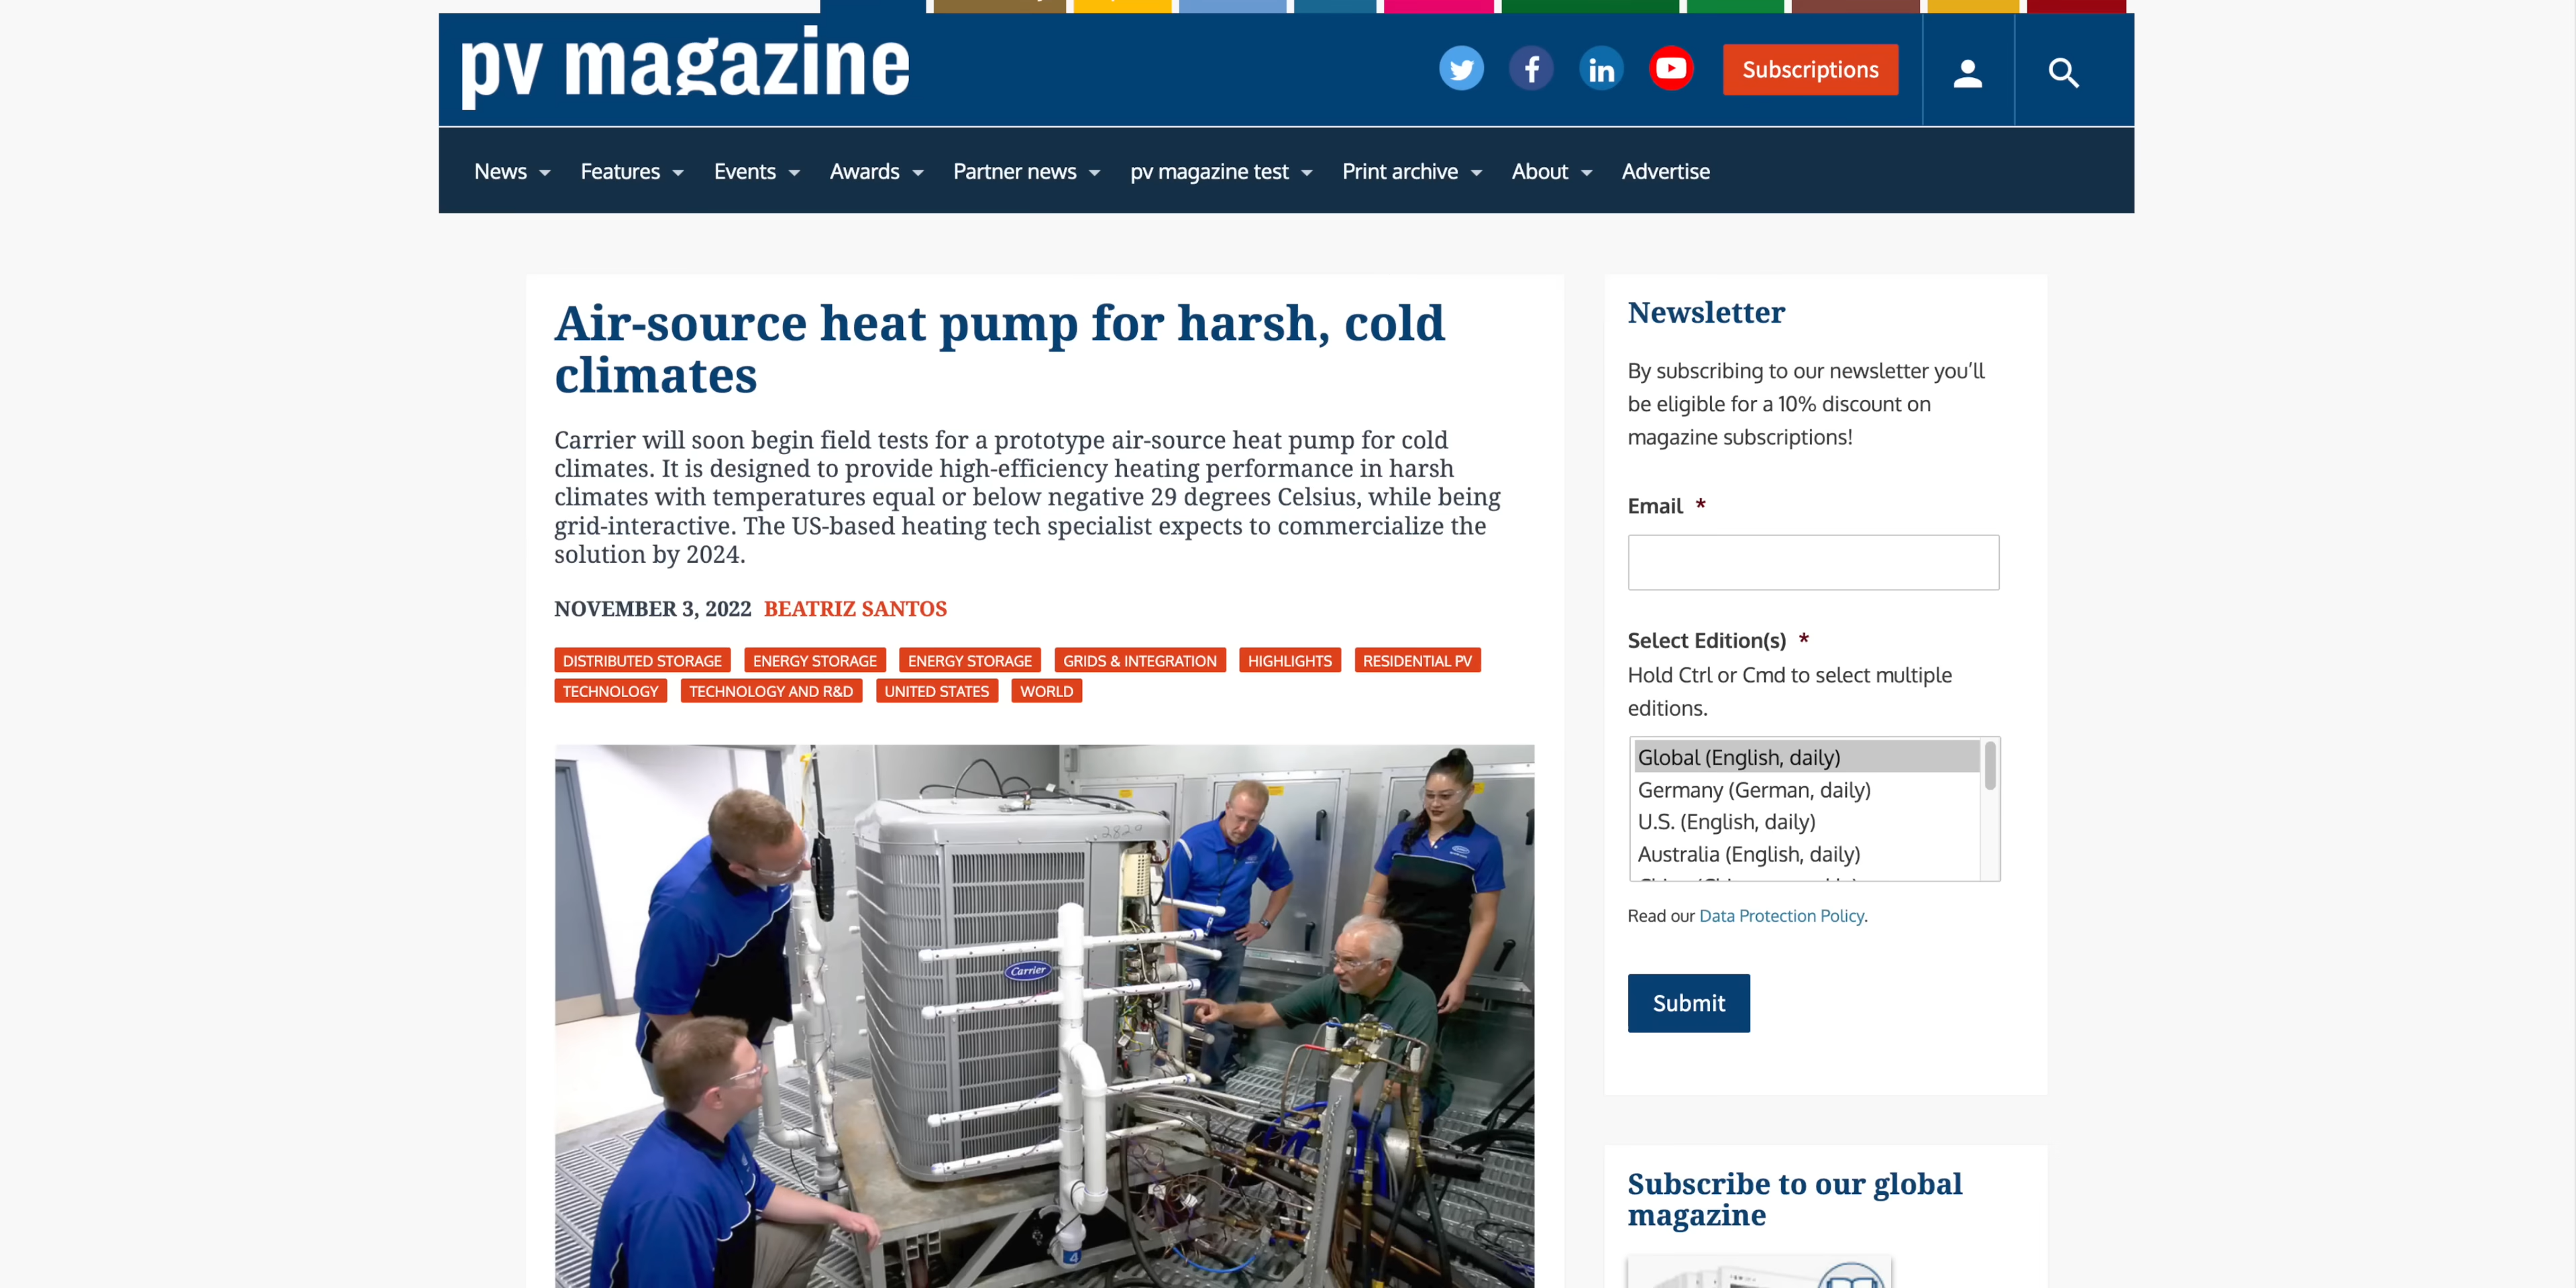 pv magazine
Subscriptions
News
Features
Events
Awards
Partner news
pv magazine test
Print archive
About
Advertise
Air-source heat pump for harsh, cold
climates
Carrier will soon begin field tests for a prototype air-source heat pump for cold
climates. It is designed to provide high-efficiency heating performance in harsh
climates with temperatures equal or below negative 29 degrees Celsius, while being
grid-interactive. The US-based heating tech specialist expects to commercialize the
solution by 2024.
NOVEMBER 3, 2022 BEATRIZ SANTOS
DISTRIBUTED STORAGE ENERGY STORAGE ENERGY STORAGE GRIDS & INTEGRATION HIGHLIGHTS RESIDENTIAL PV
TECHNOLOGY TECHNOLOGY AND R&D UNITED STATES WORLD
2829
Carrier
4
Newsletter
By subscribing to our newsletter you'll
be eligible for a 10% discount on
magazine subscriptions!
Email *
Select Edition(s) *
Hold Ctrl or Cmd to select multiple
editions.
Global (English, daily)
Germany (German, daily)
U.S. (English, daily)
Australia (English, daily)
Read our Data Protection Policy.
Submit
Subscribe to our global
magazine